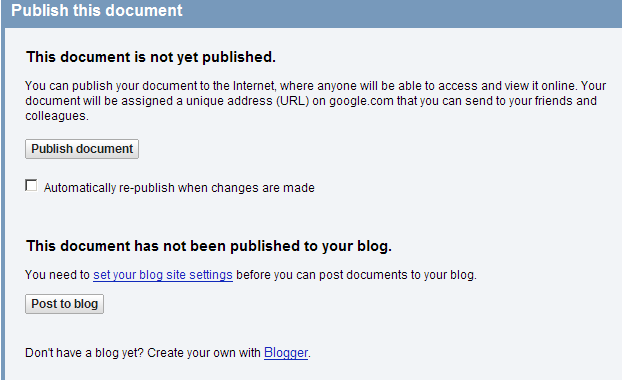 Publish this document
This document is not yet published.
You can publish your document to the Internet, where anyone will be able to access and view it online. Your
document will be assigned a unique address (URL) on google.com that you can send to your friends and
colleagues.
Publish document
Automatically re-publish when changes are made
This document has not been published to your blog.
You need to set your blog site settings before you can post documents to your blog.
Post to blog
Don't have a blog yet? Create your own with Blogger.